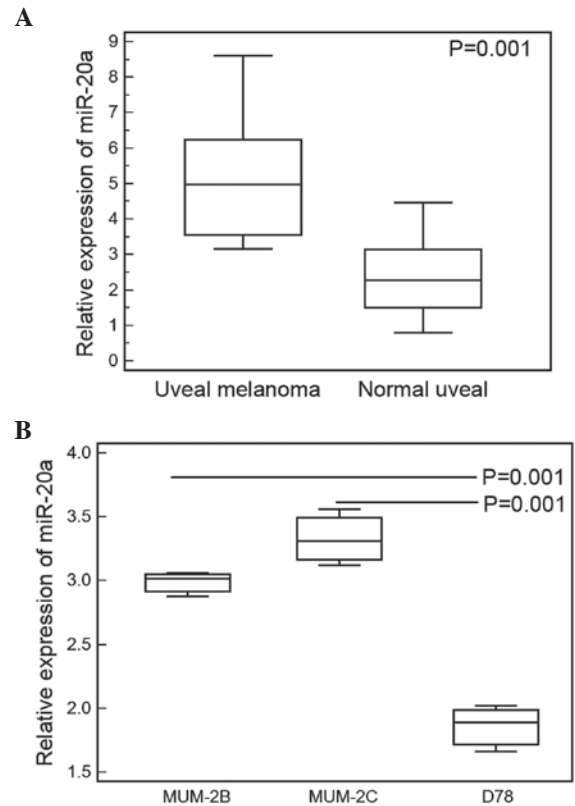 A
Relative expression of miR-20a
9
8
7
6
5
4
3
2
1
0
P=0.001
Uveal melanoma Normal uveal
B
Relative expression of miR-20a
4.0
3.5
3.0
2.5
2.0
1.5
P=0.001
P=0.001
MUM-2B MUM-2C D78